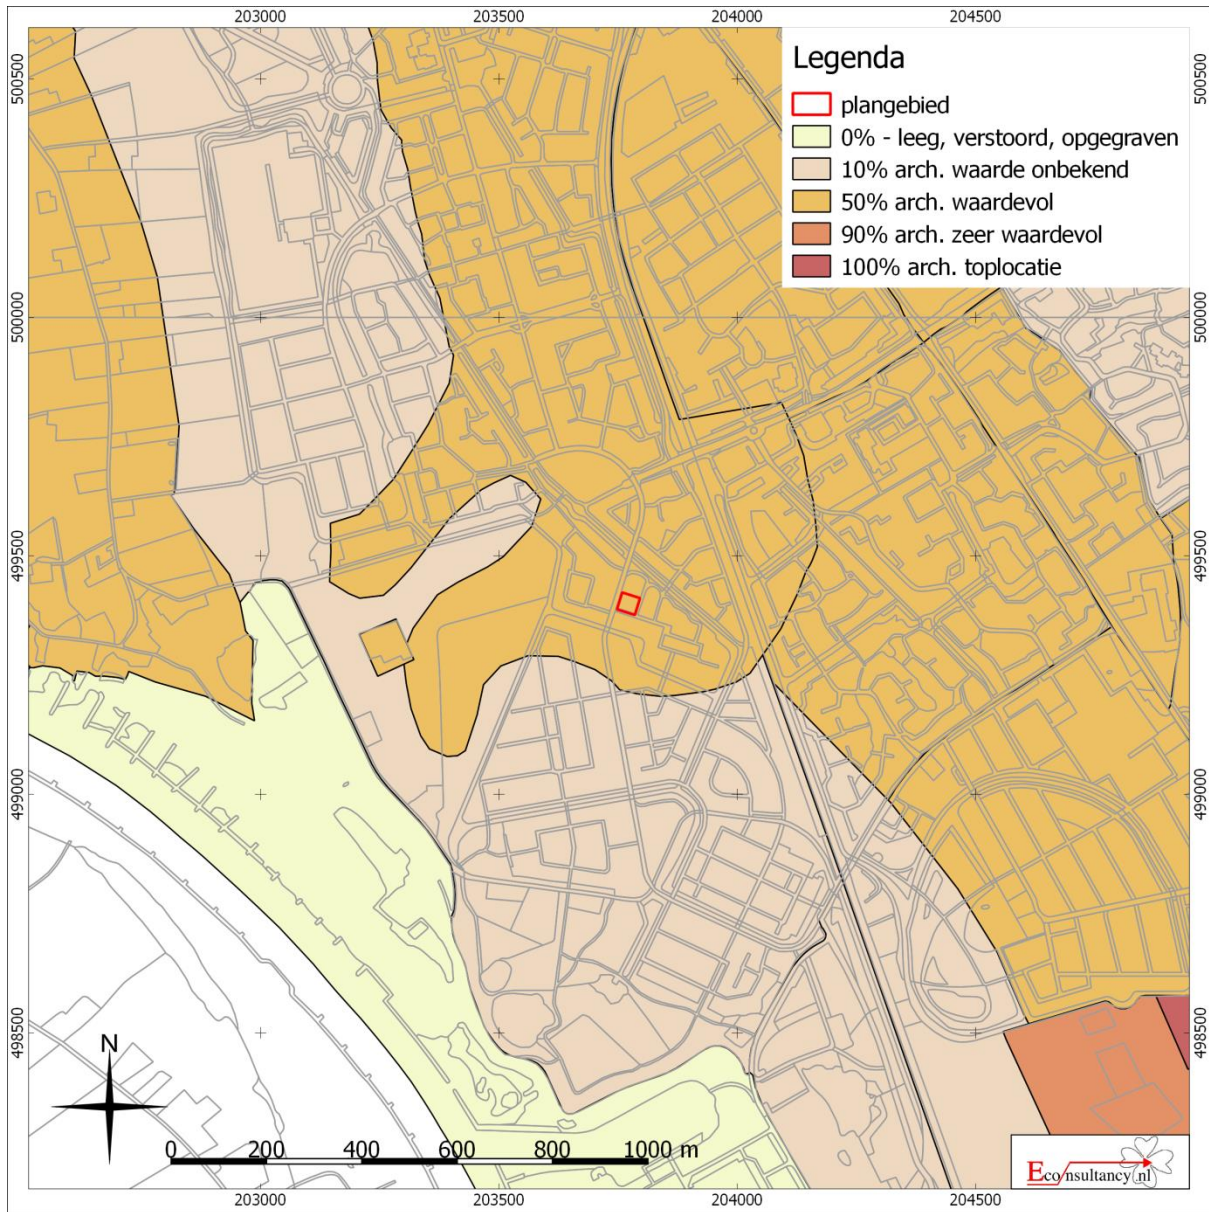 203000 203500 204000 204500
500500 500500
Legenda
plangebied
0% - leeg, verstoord, opgegraven
10% arch. waarde onbekend
50% arch. waardevol
90% arch. zeer waardevol
100% arch. toplocatie
500000 500000
499500 499500
499000 499000
498500 498500
N
0 200 400 600 800 1000 m
Econsultancy.nl
203000 203500 204000 204500